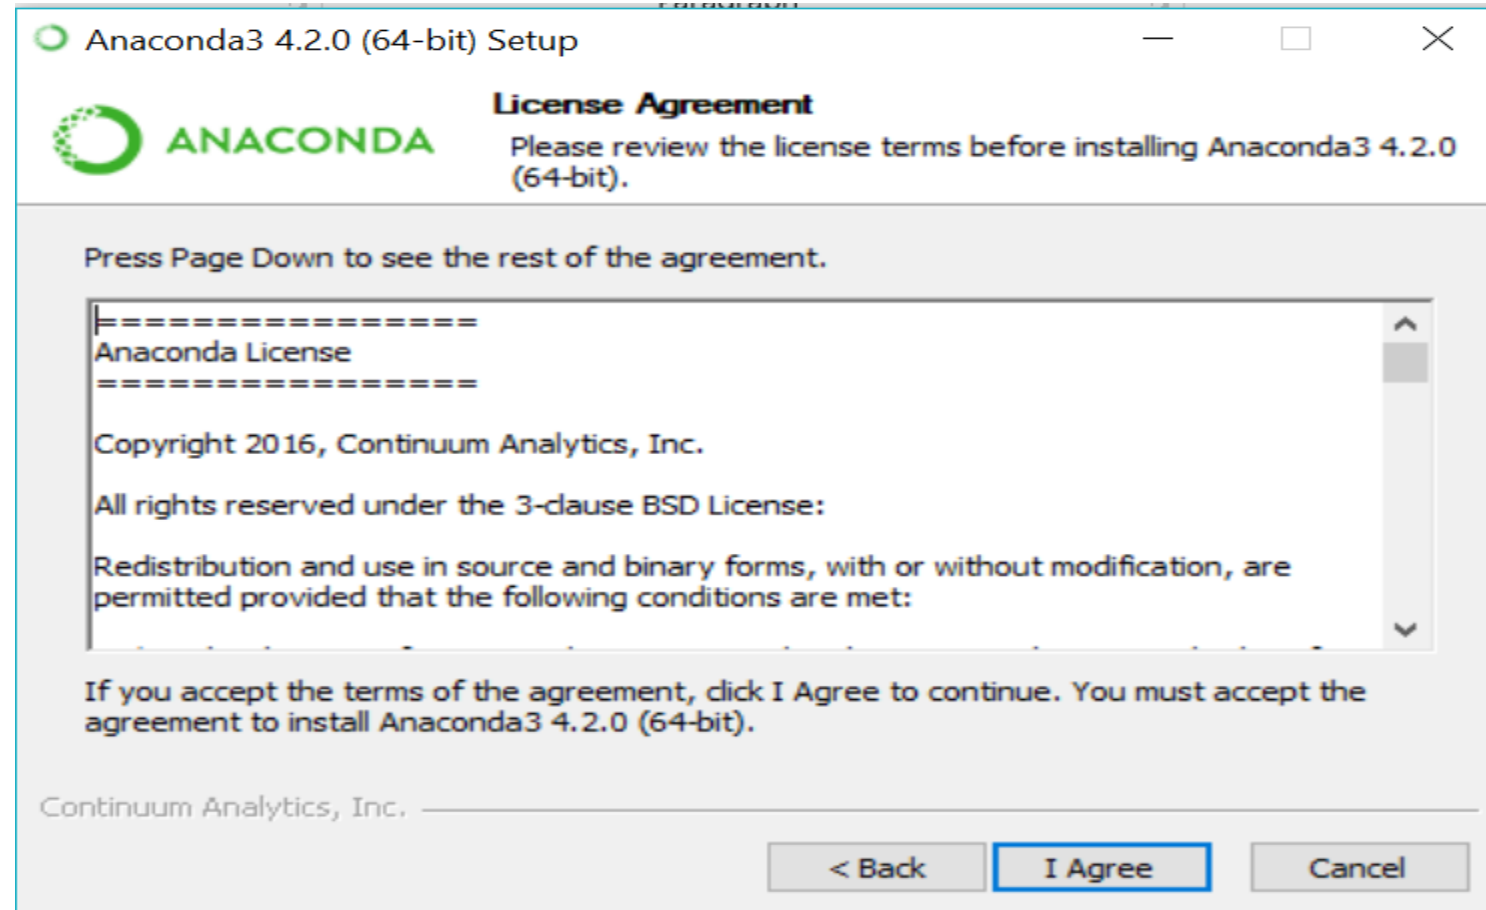 Paragraph
Anaconda3 4.2.0 (64-bit) Setup
ANACONDA
License Agreement
Please review the license terms before installing Anaconda3 4.2.0
(64-bit).
Press Page Down to see the rest of the agreement.
================
Anaconda License
================
Copyright 2016, Continuum Analytics, Inc.
All rights reserved under the 3-clause BSD License:
Redistribution and use in source and binary forms, with or without modification, are
permitted provided that the following conditions are met:
If you accept the terms of the agreement, click I Agree to continue. You must accept the
agreement to install Anaconda3 4.2.0 (64-bit).
Continuum Analytics, Inc.
< Back
I Agree
Cancel